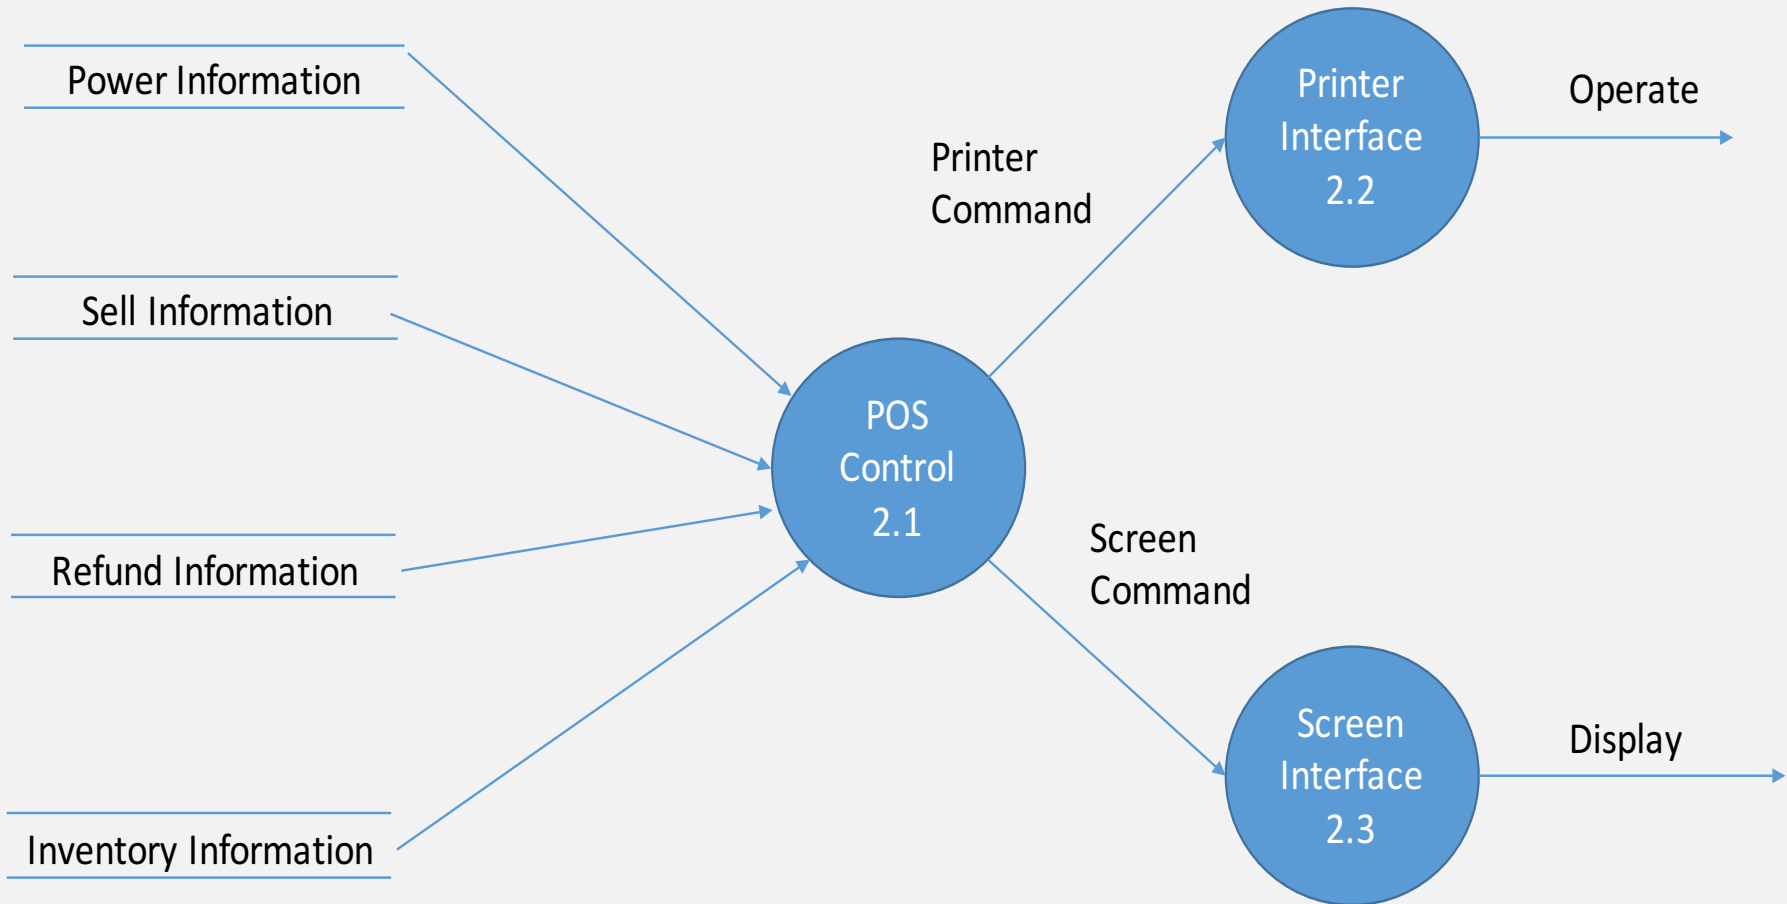 Power Information
Sell Information
Refund Information
Inventory Information
POS
Control
2.1
Printer
Command
Screen
Command
Printer
Interface
2.2
Operate
Screen
Interface
2.3
Display